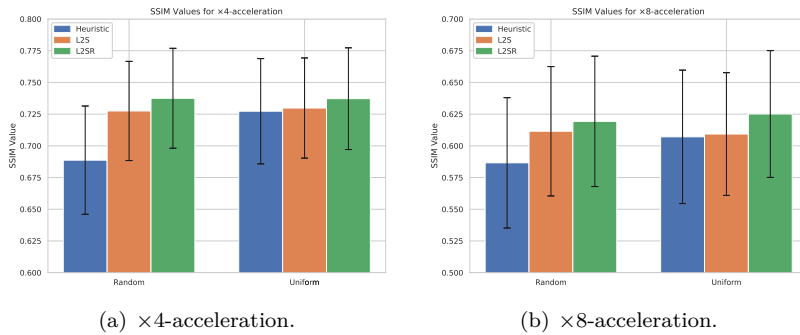 SSIM Values for ×4-acceleration
Heuristic
L2S
L2SR
SSIM Value
0.800
0.775
0.750
0.725
0.700
0.675
0.650
0.625
0.600
Random
Uniform
(a) ×4-acceleration.
SSIM Values for ×8-acceleration
Heuristic
L2S
L2SR
SSIM Value
0.700
0.675
0.650
0.625
0.600
0.575
0.550
0.525
0.500
Random
Uniform
(b) ×8-acceleration.